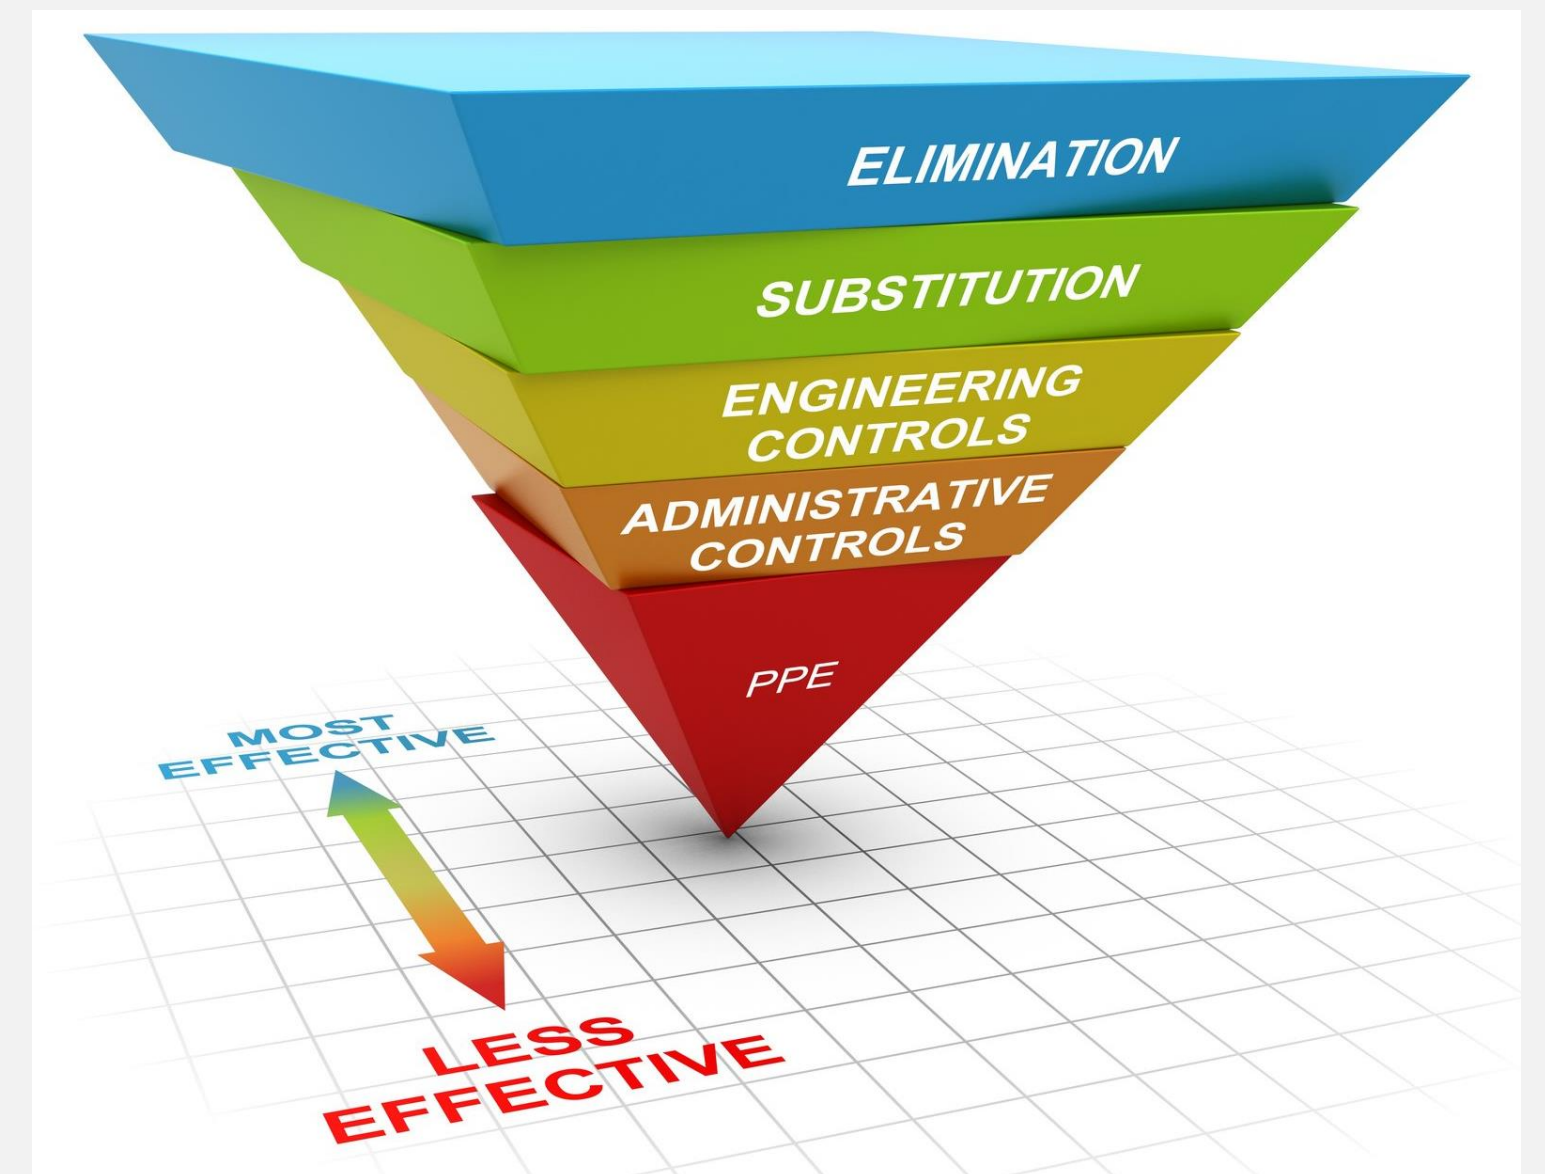 ELIMINATION
SUBSTITUTION
ENGINEERING
CONTROLS
ADMINISTRATIVE
CONTROLS
PPE
MOST
EFFECTIVE
LESS
EFFECTIVE